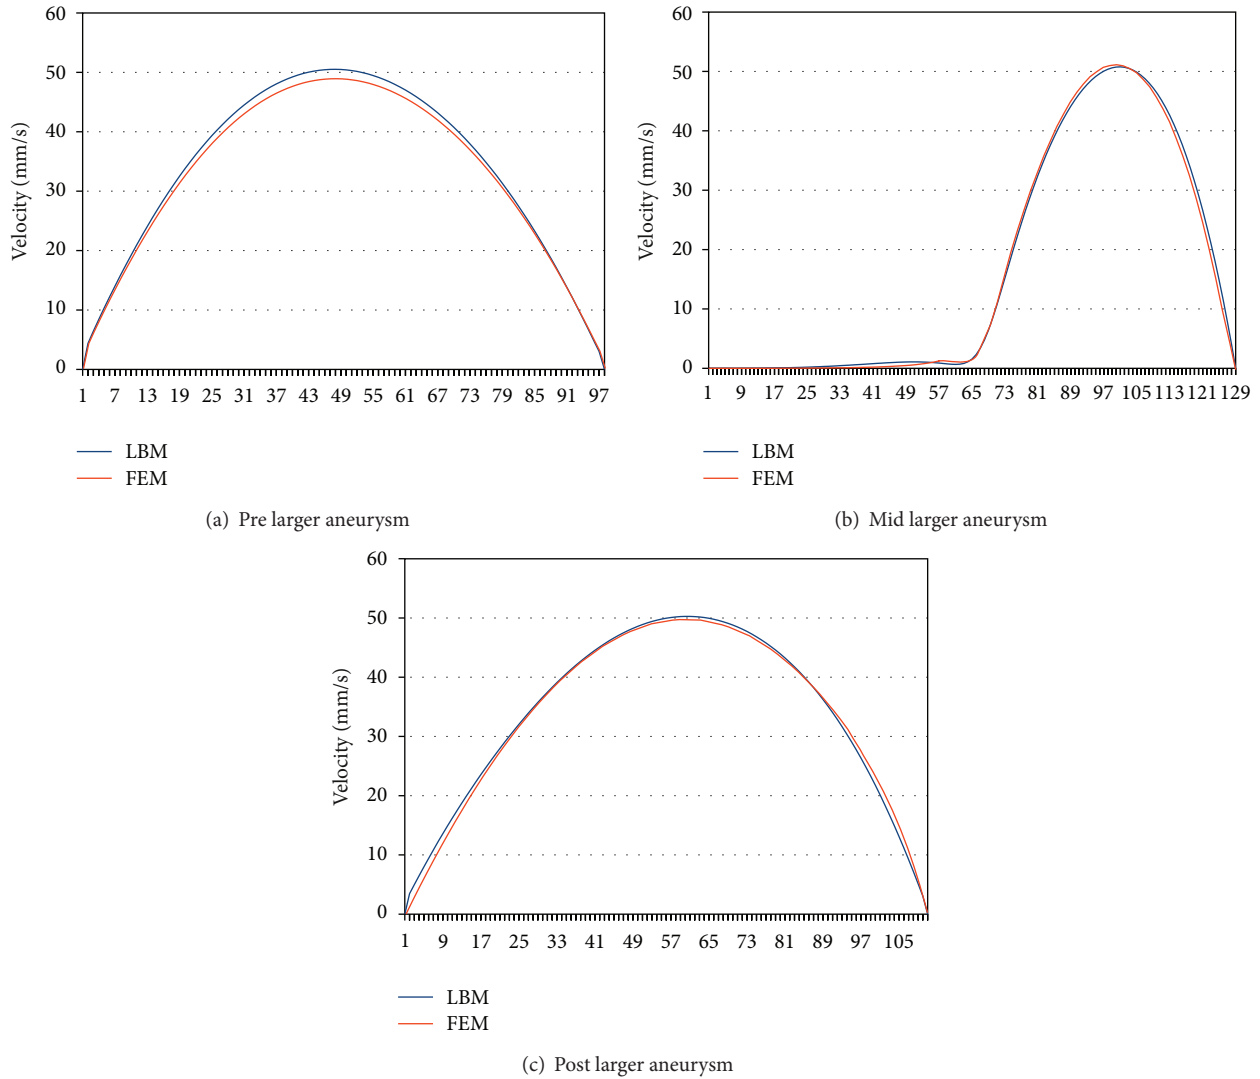 60
50
40
30
20
10
0
Velocity (mm/s)
1 7 13 19 25 31 37 43 49 55 61 67 73 79 85 91 97
LBM
FEM
(a) Pre larger aneurysm
60
50
40
30
20
10
0
Velocity (mm/s)
1 9 17 25 33 41 49 57 65 73 81 89 97 105 113 121 129
LBM
FEM
(b) Mid larger aneurysm
60
50
40
30
20
10
0
Velocity (mm/s)
1 9 17 25 33 41 49 57 65 73 81 89 97 105
LBM
FEM
(c) Post larger aneurysm